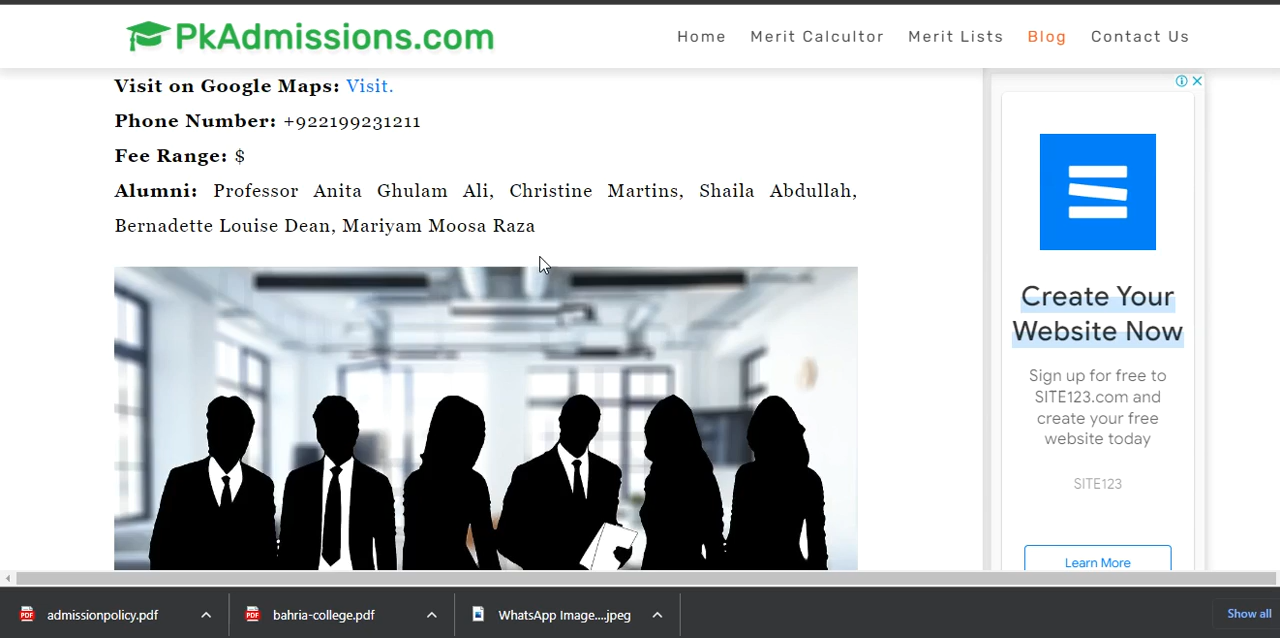 PkAdmissions.com
Home Merit Calcultor Merit Lists Blog Contact Us
Visit on Google Maps: Visit.
Phone Number: +922199231211
Fee Range: $
Alumni: Professor Anita Ghulam Ali, Christine Martins, Shaila Abdullah,
Bernadette Louise Dean, Mariyam Moosa Raza
Create Your
Website Now
Sign up for free to
SITE123.com and
create your free
website today
SITE123
Learn More
admissionpolicy.pdf
bahria-college.pdf
WhatsApp Image....jpeg
Show all